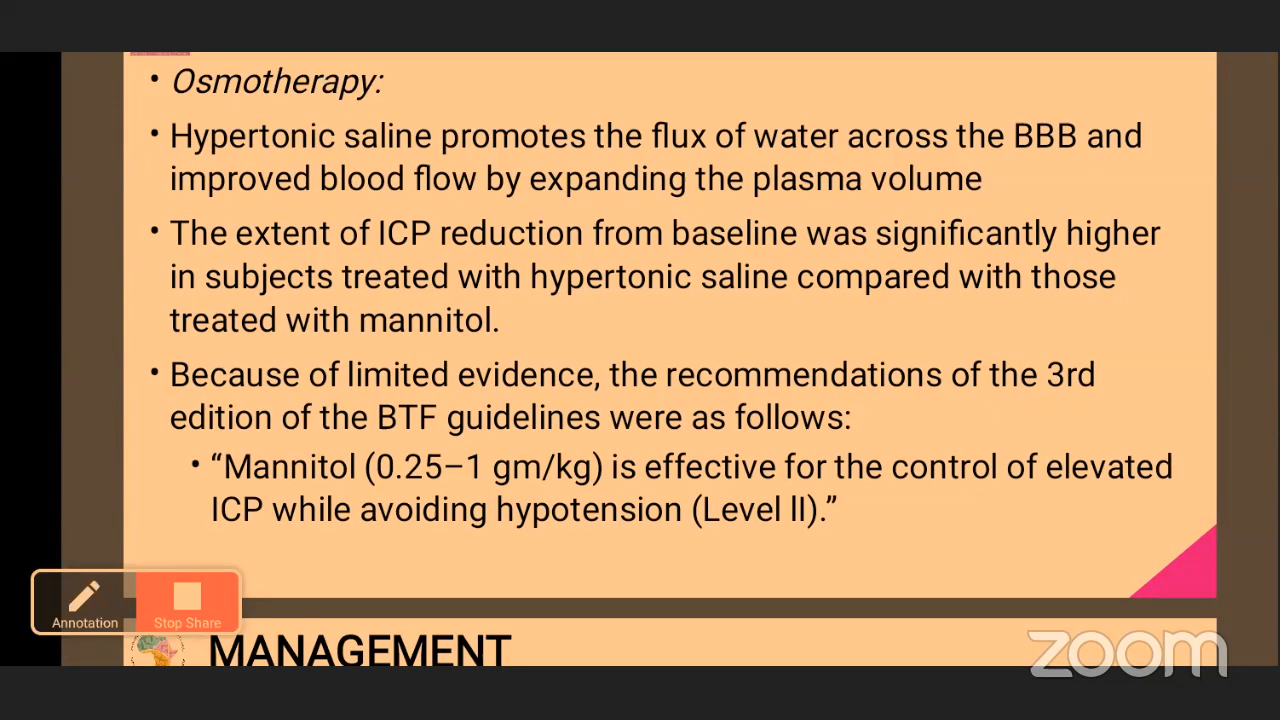 • Osmotherapy:
• Hypertonic saline promotes the flux of water across the BBB and
improved blood flow by expanding the plasma volume
• The extent of ICP reduction from baseline was significantly higher
in subjects treated with hypertonic saline compared with those
treated with mannitol.
• Because of limited evidence, the recommendations of the 3rd
edition of the BTF guidelines were as follows:
• “Mannitol (0.25–1 gm/kg) is effective for the control of elevated
ICP while avoiding hypotension (Level II).”
Annotation
Stop Share
MANAGEMENT
zoom